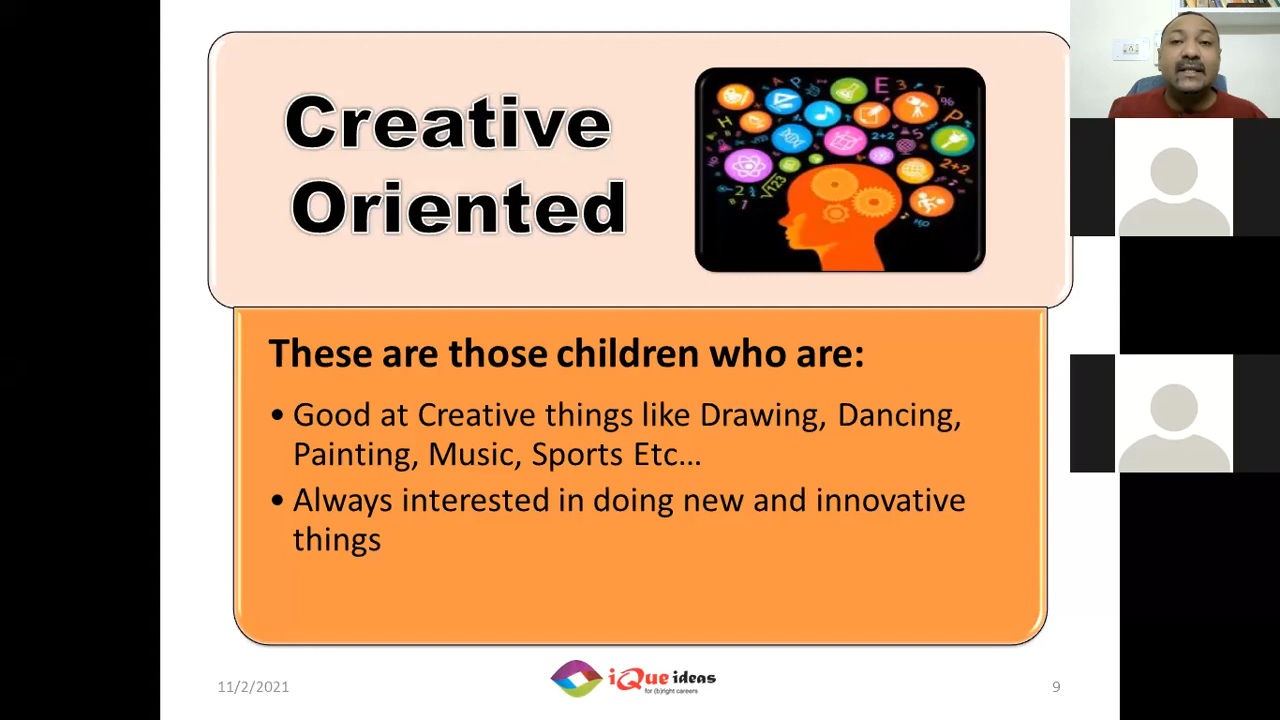 Creative
Oriented
These are those children who are:
• Good at Creative things like Drawing, Dancing,
Painting, Music, Sports Etc...
• Always interested in doing new and innovative
things
11/2/2021
iQue ideas
for (b)right careers
9